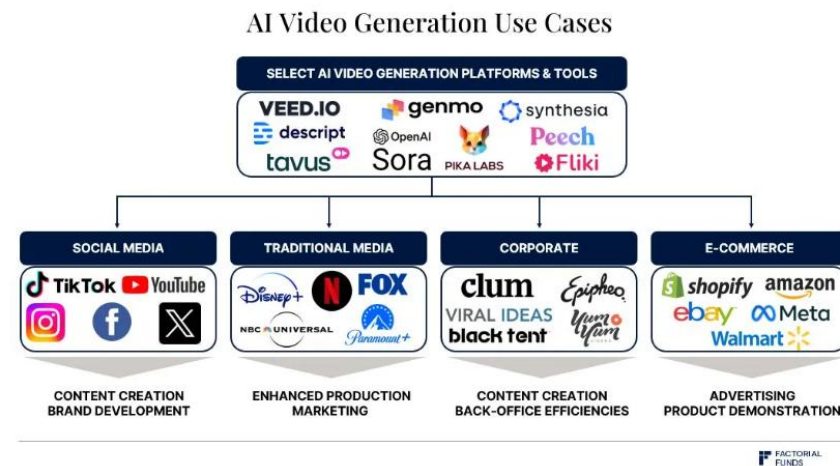 AI Video Generation Use Cases
SELECT AI VIDEO GENERATION PLATFORMS & TOOLS
VEED.IO genmo synthesia
descript OpenAI Peech
tavus Sora PIKA LABS Fliki
SOCIAL MEDIA
TikTok YouTube
CONTENT CREATION
BRAND DEVELOPMENT
TRADITIONAL MEDIA
Disney+ N FOX
NBCUNIVERSAL Paramount+
ENHANCED PRODUCTION
MARKETING
CORPORATE
clum Epipheo
VIRAL IDEAS Yum Yum
black tent VIDEOS
CONTENT CREATION
BACK-OFFICE EFFICIENCIES
E-COMMERCE
shopify amazon
ebay Meta
Walmart
ADVERTISING
PRODUCT DEMONSTRATION
FACTORIAL
FUNDS